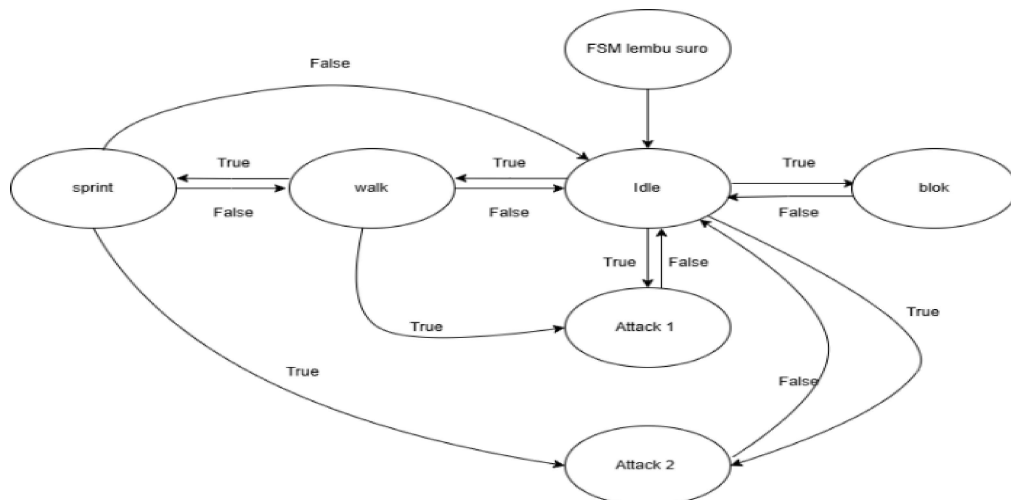 FSM lembu suro
False
True
True
True
sprint
walk
Idle
blok
False
False
False
True
False
True
Attack 1
True
True
False
Attack 2